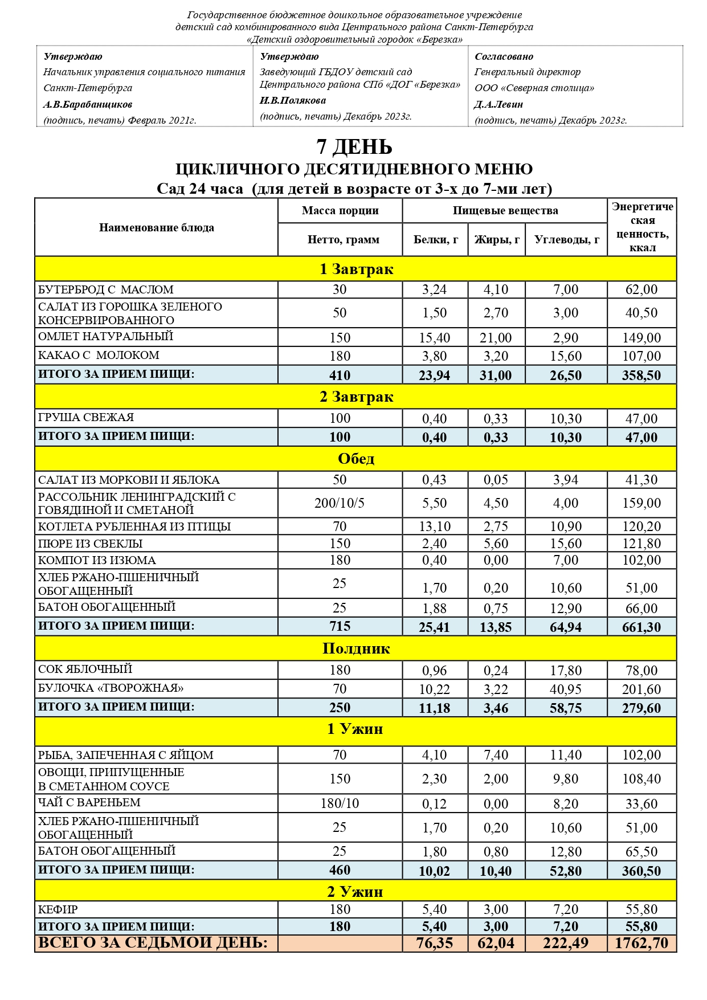 Государственное бюджетное дошкольное образовательное учреждение
детский сад комбинированного вида Центрального района Санкт-Петербурга
«Детский оздоровительный городок «Березка»
Утверждаю
Начальник управления социального питания
Санкт-Петербурга
А.В.Барабанщиков
(подпись, печать) Февраль 2021г.
Утверждаю
Заведующий ГБДОУ детский сад
Центрального района СПб «ДОГ «Березка»
И.В.Полякова
(подпись, печать) Декабрь 2023г.
Согласовано
Генеральный директор
ООО «Северная столица»
Д.А.Левин
(подпись, печать) Декабрь 2023г.
7 ДЕНЬ
ЦИКЛИЧНОГО ДЕСЯТИДНЕВНОГО МЕНЮ
Сад 24 часа (для детей в возрасте от 3-х до 7-ми лет)
Наименование блюда
Масса порции
Нетто, грамм
Пищевые вещества
Белки, г Жиры, г Углеводы, г
Энергетиче
ская
ценность,
ккал
1 Завтрак
БУТЕРБРОД С МАСЛОМ 30 3,24 4,10 7,00 62,00
САЛАТ ИЗ ГОРОШКА ЗЕЛЕНОГО
КОНСЕРВИРОВАННОГО 50 1,50 2,70 3,00 40,50
ОМЛЕТ НАТУРАЛЬНЫЙ 150 15,40 21,00 2,90 149,00
КАКАО С МОЛОКОМ 180 3,80 3,20 15,60 107,00
ИТОГО ЗА ПРИЕМ ПИЩИ: 410 23,94 31,00 26,50 358,50
2 Завтрак
ГРУША СВЕЖАЯ 100 0,40 0,33 10,30 47,00
ИТОГО ЗА ПРИЕМ ПИЩИ: 100 0,40 0,33 10,30 47,00
Обед
САЛАТ ИЗ МОРКОВИ И ЯБЛОКА 50 0,43 0,05 3,94 41,30
РАССОЛЬНИК ЛЕНИНГРАДСКИЙ С
ГОВЯДИНОЙ И СМЕТАНОЙ 200/10/5 5,50 4,50 4,00 159,00
КОТЛЕТА РУБЛЕННАЯ ИЗ ПТИЦЫ 70 13,10 2,75 10,90 120,20
ПЮРЕ ИЗ СВЕКЛЫ 150 2,40 5,60 15,60 121,80
КОМПОТ ИЗ ИЗЮМА 180 0,40 0,00 7,00 102,00
ХЛЕБ РЖАНО-ПШЕНИЧНЫЙ
ОБОГАЩЕННЫЙ 25 1,70 0,20 10,60 51,00
БАТОН ОБОГАЩЕННЫЙ 25 1,88 0,75 12,90 66,00
ИТОГО ЗА ПРИЕМ ПИЩИ: 715 25,41 13,85 64,94 661,30
Полдник
СОК ЯБЛОЧНЫЙ 180 0,96 0,24 17,80 78,00
БУЛОЧКА «ТВОРОЖНАЯ» 70 10,22 3,22 40,95 201,60
ИТОГО ЗА ПРИЕМ ПИЩИ: 250 11,18 3,46 58,75 279,60
1 Ужин
РЫБА, ЗАПЕЧЕННАЯ С ЯЙЦОМ 70 4,10 7,40 11,40 102,00
ОВОЩИ, ПРИПУЩЕННЫЕ
В СМЕТАННОМ СОУСЕ 150 2,30 2,00 9,80 108,40
ЧАЙ С ВАРЕНЬЕМ 180/10 0,12 0,00 8,20 33,60
ХЛЕБ РЖАНО-ПШЕНИЧНЫЙ
ОБОГАЩЕННЫЙ 25 1,70 0,20 10,60 51,00
БАТОН ОБОГАЩЕННЫЙ 25 1,80 0,80 12,80 65,50
ИТОГО ЗА ПРИЕМ ПИЩИ: 460 10,02 10,40 52,80 360,50
2 Ужин
КЕФИР 180 5,40 3,00 7,20 55,80
ИТОГО ЗА ПРИЕМ ПИЩИ: 180 5,40 3,00 7,20 55,80
ВСЕГО ЗА СЕДЬМОЙ ДЕНЬ: 76,35 62,04 222,49 1762,70